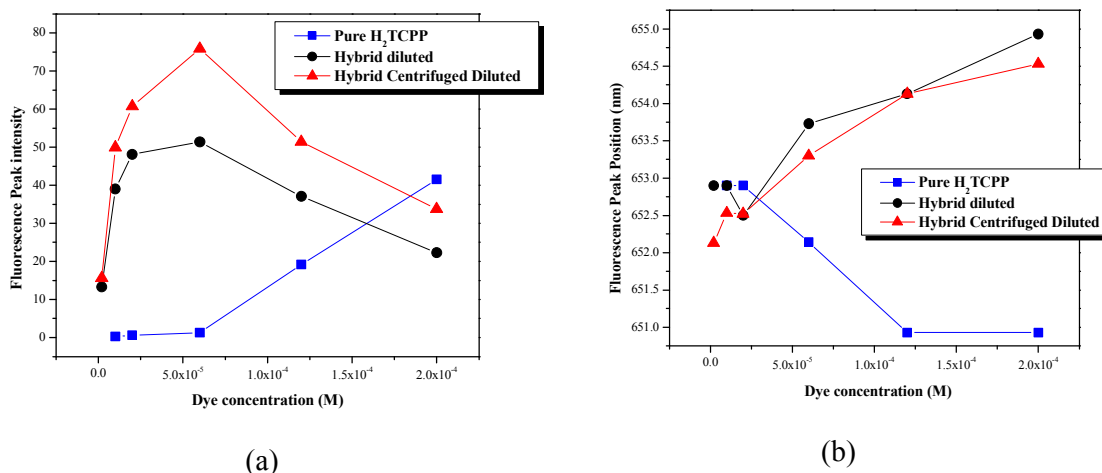 80
70
60
50
40
30
20
10
0
Fluorescence Peak intensity
Pure H₂TCPP
Hybrid diluted
Hybrid Centrifuged Diluted
0.0 5.0x10⁻⁵ 1.0x10⁻⁴ 1.5x10⁻⁴ 2.0x10⁻⁴
Dye concentration (M)
(a)
655.0
654.5
654.0
653.5
653.0
652.5
652.0
651.5
651.0
Fluorescence Peak Position (nm)
Pure H₂TCPP
Hybrid diluted
Hybrid Centrifuged Diluted
0.0 5.0x10⁻⁵ 1.0x10⁻⁴ 1.5x10⁻⁴ 2.0x10⁻⁴
Dye concentration (M)
(b)